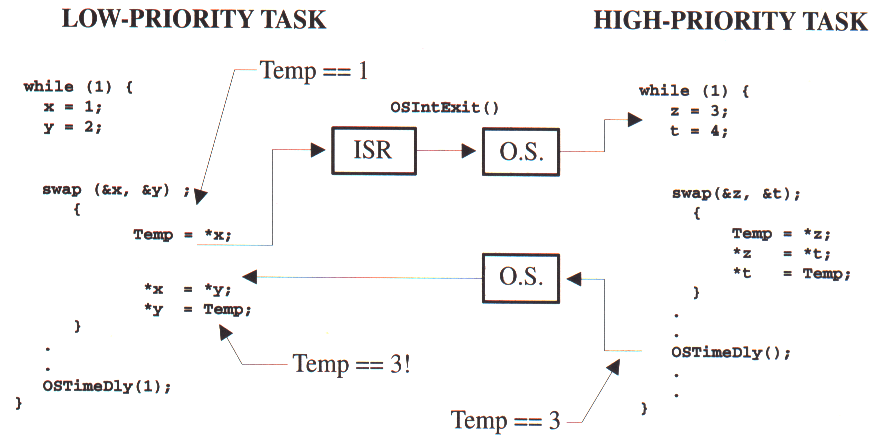 LOW-PRIORITY TASK
HIGH-PRIORITY TASK
while (1) {
x = 1;
y = 2;
Temp == 1
swap (&x, &y) ;
{
Temp = *x;
*x = *y;
*y = Temp;
}
.
.
OSTimeDly(1);
}
Temp == 3!
OSIntExit()
ISR
O.S.
O.S.
while (1) {
z = 3;
t = 4;
swap(&z, &t);
{
Temp = *z;
*z = *t;
*t = Temp;
}
.
.
OSTimeDly();
.
.
}
Temp == 3